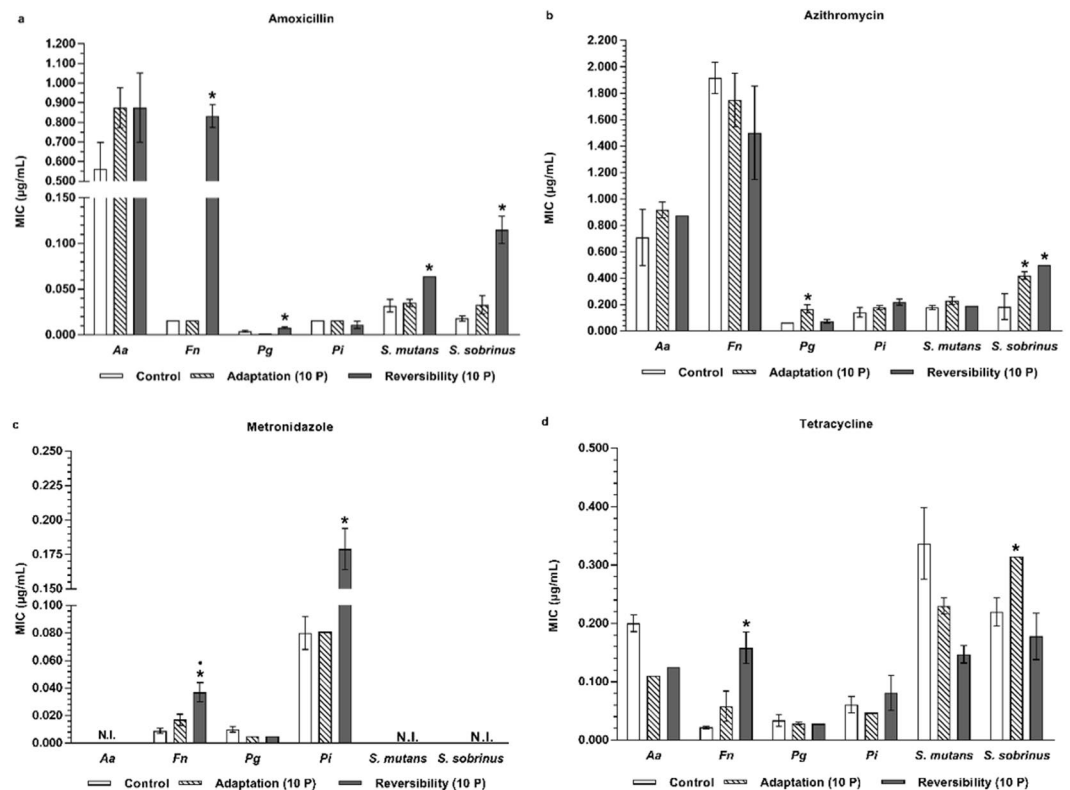 a
Amoxicillin
MIC (µg/mL)
1.200
1.100
1.000
0.900
0.800
0.700
0.600
0.500
0.150
0.100
0.050
0.000
*
*
*
*
Aa Fn Pg Pi S. mutans S. sobrinus
Control Adaptation (10 P) Reversibility (10 P)
b
Azithromycin
MIC (µg/mL)
2.200
2.000
1.800
1.600
1.400
1.200
1.000
0.800
0.600
0.400
0.200
0.000
*
* *
Aa Fn Pg Pi S. mutans S. sobrinus
Control Adaptation (10 P) Reversibility (10 P)
c
Metronidazole
MIC (µg/mL)
0.250
0.225
0.200
0.175
0.150
0.100
0.080
0.060
0.040
0.020
0.000
*
•
*
N.I. N.I. N.I.
Aa Fn Pg Pi S. mutans S. sobrinus
Control Adaptation (10 P) Reversibility (10 P)
d
Tetracycline
MIC (µg/mL)
0.500
0.400
0.300
0.200
0.100
0.000
*
*
Aa Fn Pg Pi S. mutans S. sobrinus
Control Adaptation (10 P) Reversibility (10 P)